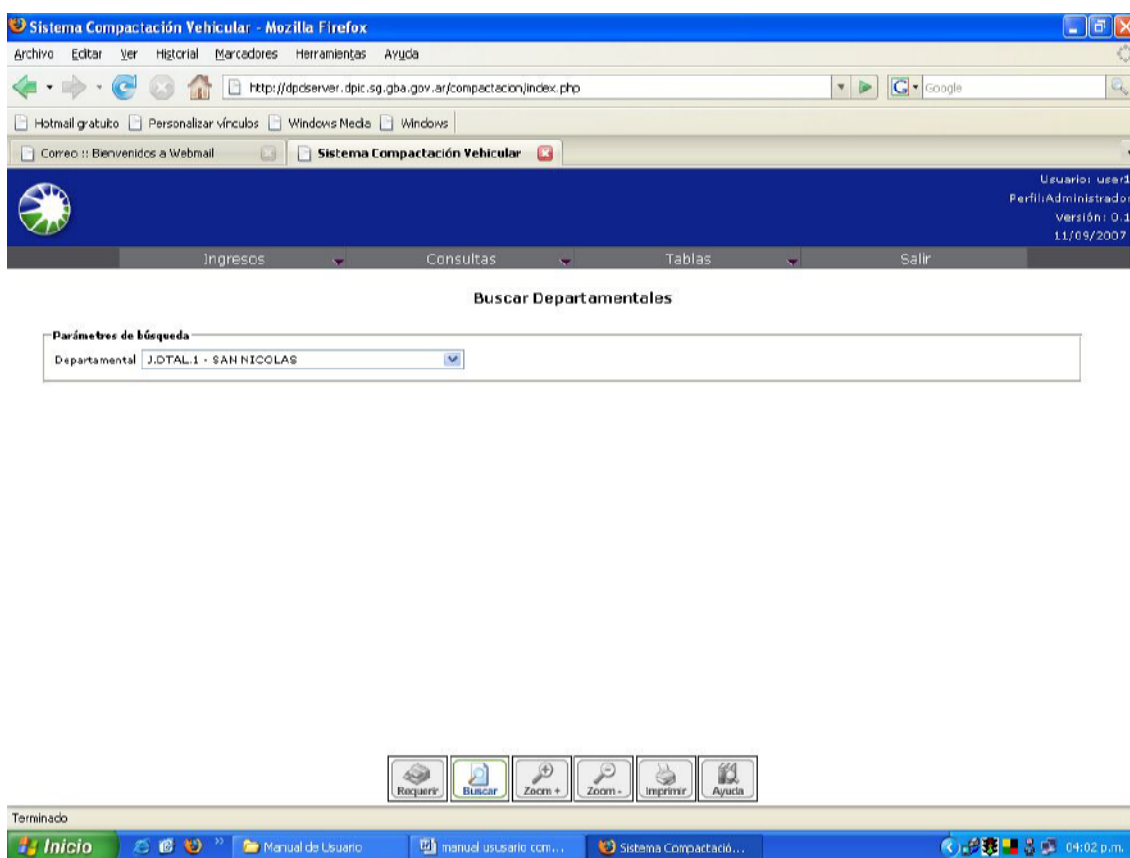 Sistema Compactación Vehicular - Mozilla Firefox
Archivo Editar Ver Historial Marcadores Herramientas Ayuda
http://dpdserver.dpic.sg.gba.gov.ar/compactacion/index.php
Google
Hotmail gratuito Personalizar vínculos Windows Media Windows
Correo :: Bienvenidos a Webmail Sistema Compactación Vehicular
Usuario: user1
Perfil:Administrador
Versión: 0.1
11/09/2007
Ingresos Consultas Tablas Salir
Buscar Departamentales
Parámetros de búsqueda
Departamental J.DTAL.1 - SAN NICOLAS
Requerir Buscar Zoom + Zoom - Imprimir Ayuda
Terminado
Inicio Manual de Usuario manual ususario com... Sistema Compactació... 04:02 p.m.